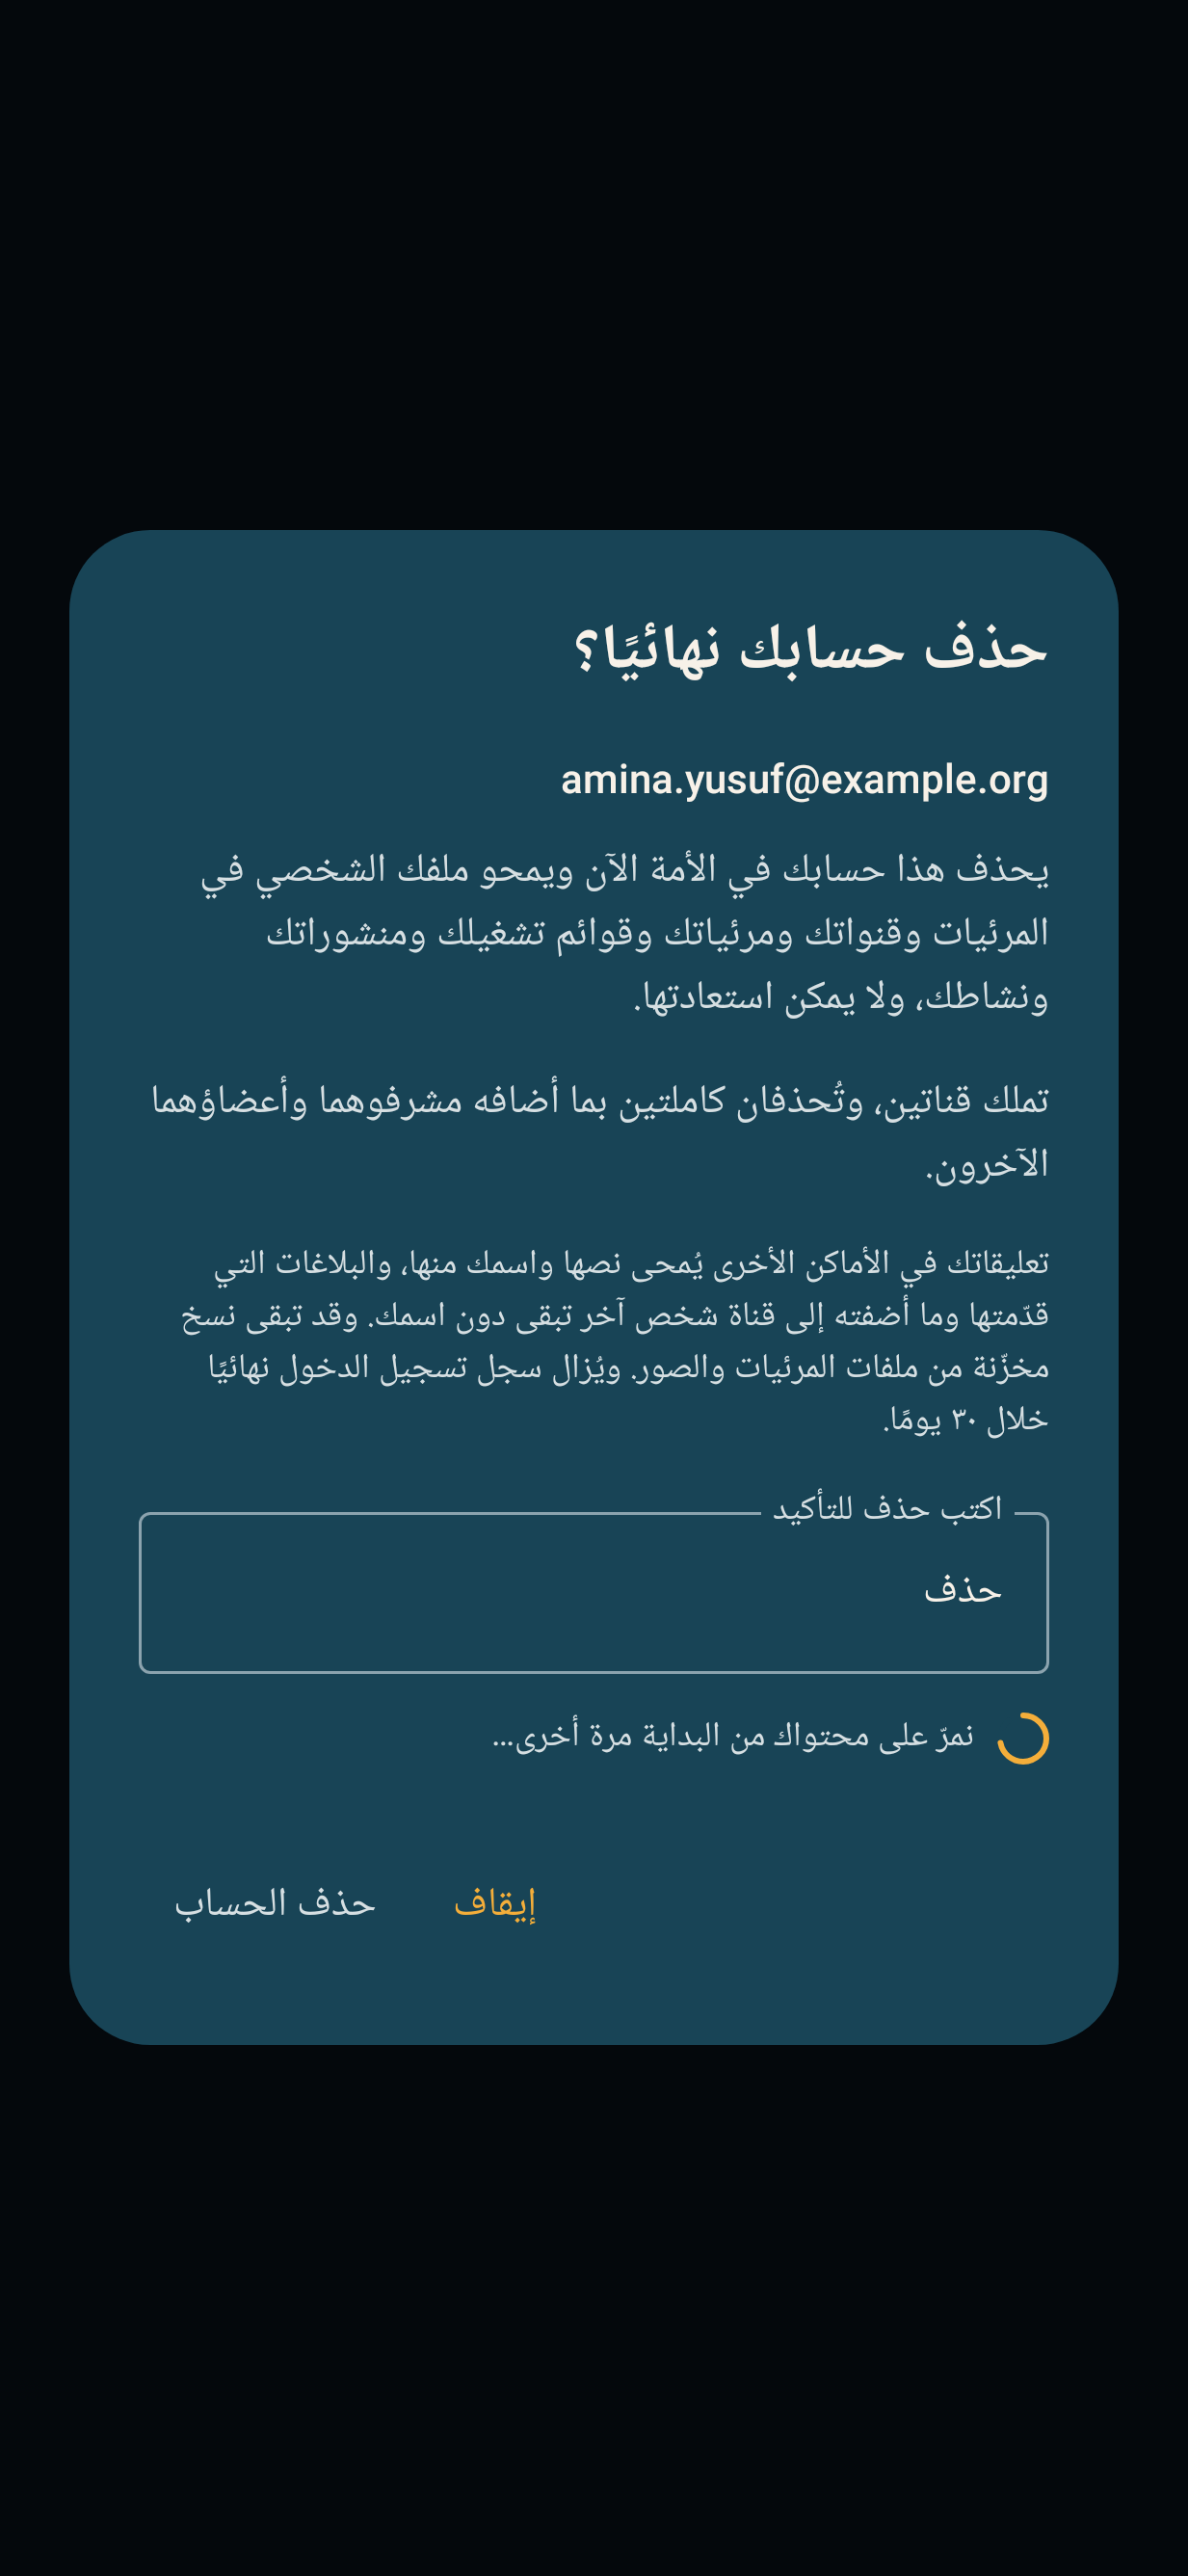 حذف حسابك نهائيًا؟
amina.yusuf@example.org
يحذف هذا حسابك في الأمة الآن ويمحو ملفك الشخصي في
المرئيات وقنواتك ومرئياتك وقوائم تشغيلك ومنشوراتك
ونشاطك، ولا يمكن استعادتها.
تملك قناتين، وتُحذفان كاملتين بما أضافه مشرفوهما وأعضاؤهما
الآخرون.
تعليقاتك في الأماكن الأخرى يُمحى نصها واسمك منها، والبلاغات التي
قدّمتها وما أضفته إلى قناة شخص آخر تبقى دون اسمك. وقد تبقى نسخ
مخزّنة من ملفات المرئيات والصور. ويُزال سجل تسجيل الدخول نهائيًا
خلال ٣٠ يومًا.
اكتب حذف للتأكيد
حذف
نمرّ على محتواك من البداية مرة أخرى...
إيقاف
حذف الحساب